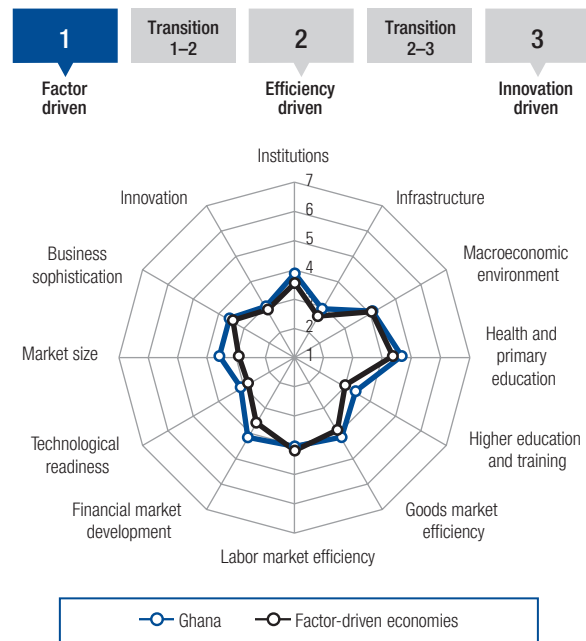 1
Transition
1–2
2
Transition
2–3
3
Factor
driven
Efficiency
driven
Innovation
driven
Institutions
Infrastructure
Macroeconomic
environment
Health and
primary
education
Higher education
and training
Goods market
efficiency
Labor market efficiency
Financial market
development
Technological
readiness
Market size
Business
sophistication
Innovation
7
6
5
4
3
2
1
Ghana
Factor-driven economies